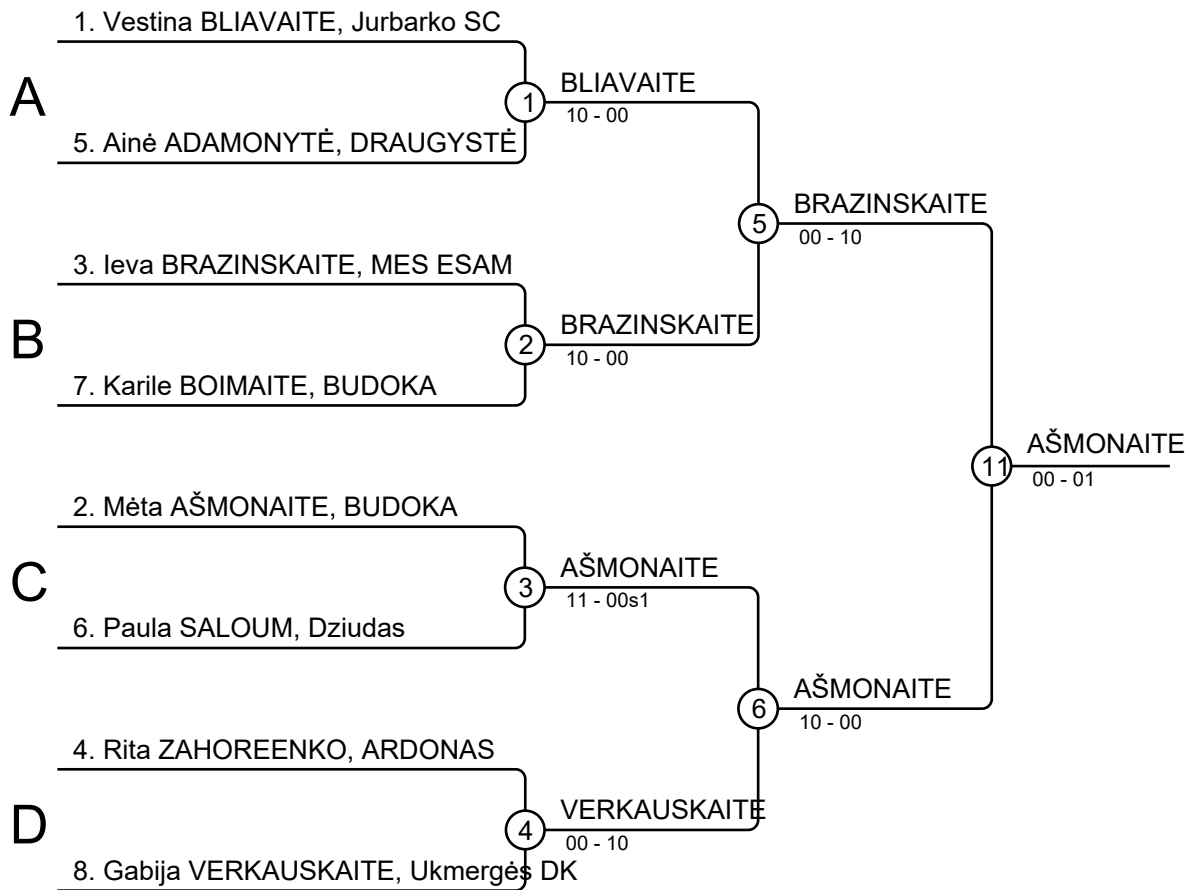 1. Vestina BLIAVAITE, Jurbarko SC
A
1
BLIAVAITE
10 - 00
5. Ainė ADAMONYTĖ, DRAUGYSTĖ
5
BRAZINSKAITE
00 - 10
3. Ieva BRAZINSKAITE, MES ESAM
B
2
BRAZINSKAITE
10 - 00
7. Karile BOIMAITE, BUDOKA
11
AŠMONAITE
00 - 01
2. Mėta AŠMONAITE, BUDOKA
C
3
AŠMONAITE
11 - 00s1
6. Paula SALOUM, Dziudas
6
AŠMONAITE
10 - 00
4. Rita ZAHOREENKO, ARDONAS
D
4
VERKAUSKAITE
00 - 10
8. Gabija VERKAUSKAITE, Ukmergės DK